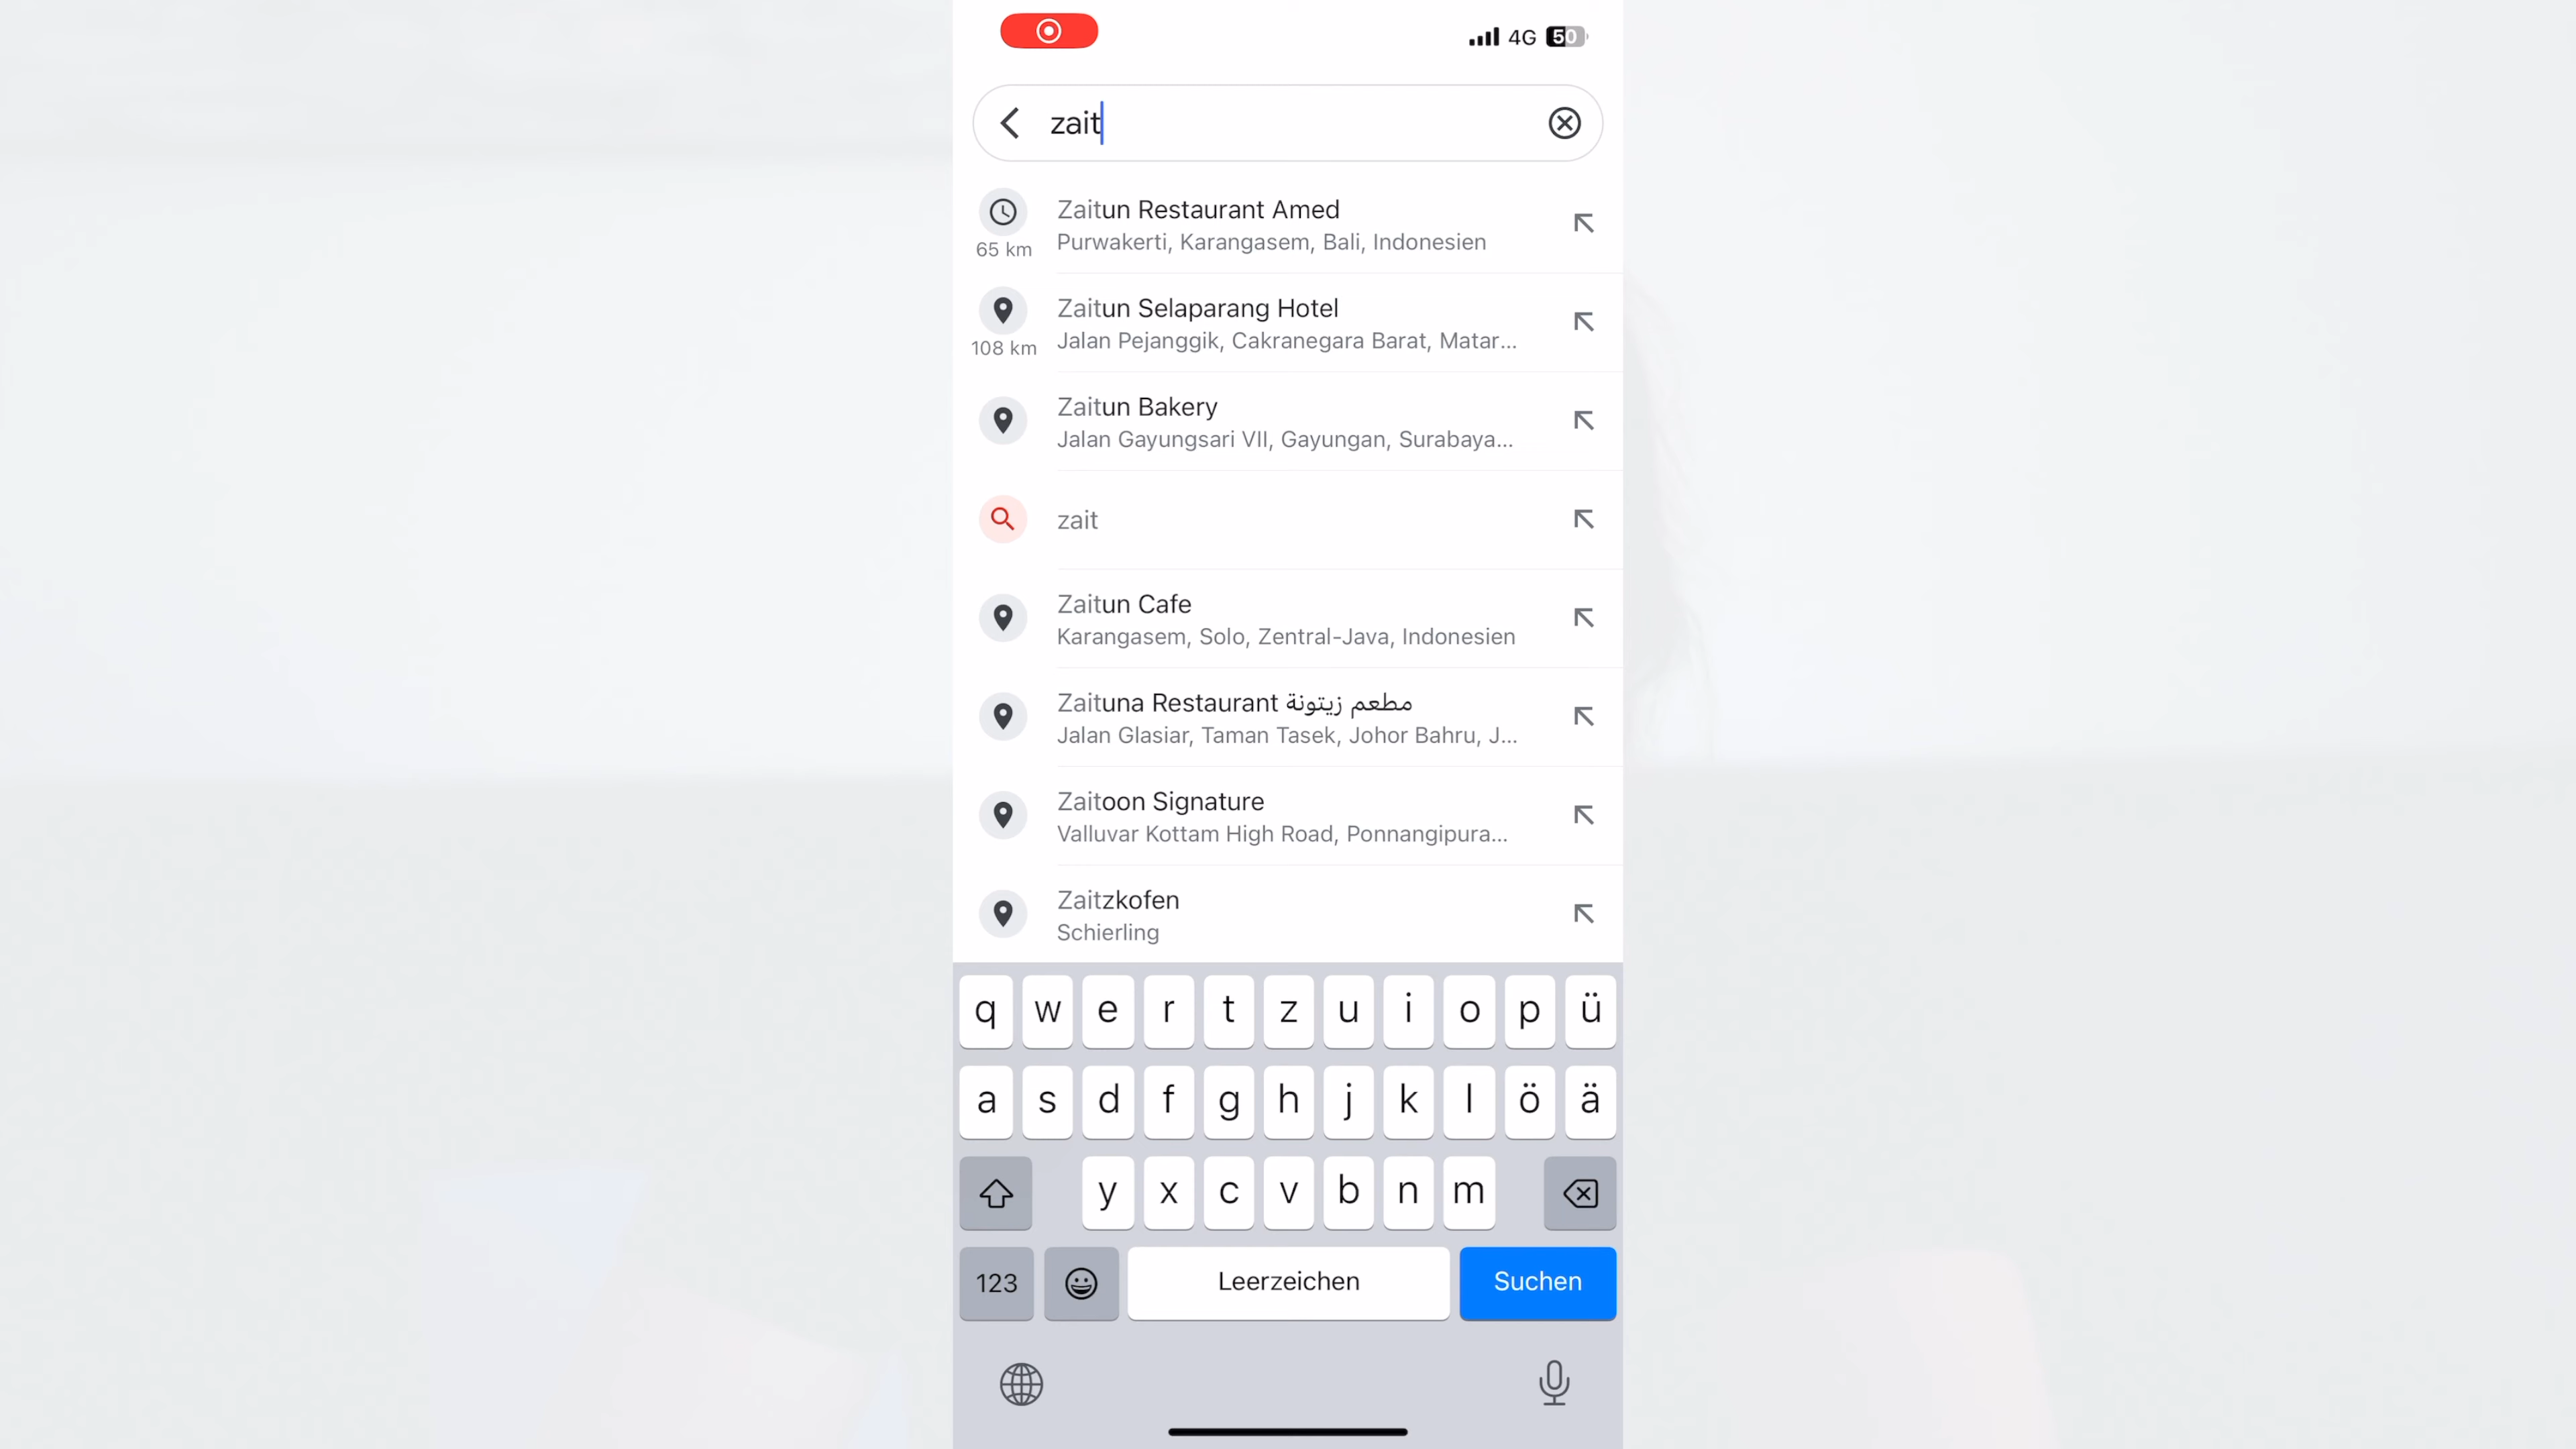 4G 50
zait
Zaitun Restaurant Amed
65 km
Purwakerti, Karangasem, Bali, Indonesien
Zaitun Selaparang Hotel
108 km
Jalan Pejanggik, Cakranegara Barat, Matar...
Zaitun Bakery
Jalan Gayungsari VII, Gayungan, Surabaya...
zait
Zaitun Cafe
Karangasem, Solo, Zentral-Java, Indonesien
Zaituna Restaurant مطعم زيتونة
Jalan Glasiar, Taman Tasek, Johor Bahru, J...
Zaitoon Signature
Valluvar Kottam High Road, Ponnangipura...
Zaitzkofen
Schierling
q w e r t z u i o p ü
a s d f g h j k l ö ä
y x c v b n m
123 Leerzeichen Suchen